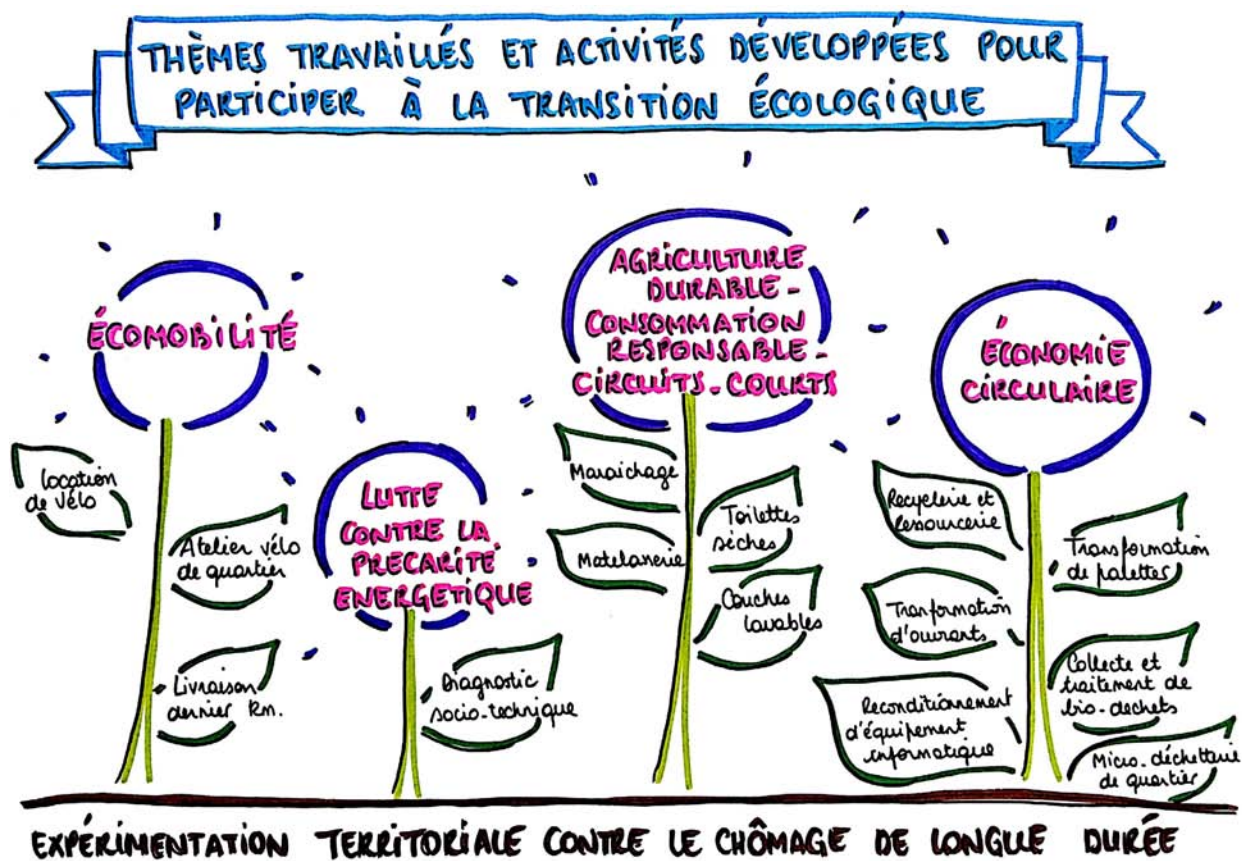 THÈMES TRAVAILLÉS ET ACTIVITÉS DÉVELOPPÉES POUR
PARTICIPER À LA TRANSITION ÉCOLOGIQUE
ÉCOMOBILITÉ
location
de vélo
Atelier vélo
de quartier
Livraison
dernier Km.
LUTTE
CONTRE LA
PRÉCARITÉ
ENERGETIQUE
Diagnostic
socio-technique
AGRICULTURE
DURABLE -
CONSOMMATION
RESPONSABLE -
CIRCUITS-COURTS
Maraichage
Toilettes
sèches
Matelasserie
Couches
lavables
ÉCONOMIE
CIRCULAIRE
Recyclerie et
ressourcerie
Transformation
de palettes
Tranformation
d'ouvrants
Collecte et
traitement de
bio-dechets
Reconditionnement
d'équipement
informatique
Micro-déchetterie
de quartier
EXPÉRIMENTATION TERRITORIALE CONTRE LE CHÔMAGE DE LONGUE DURÉE